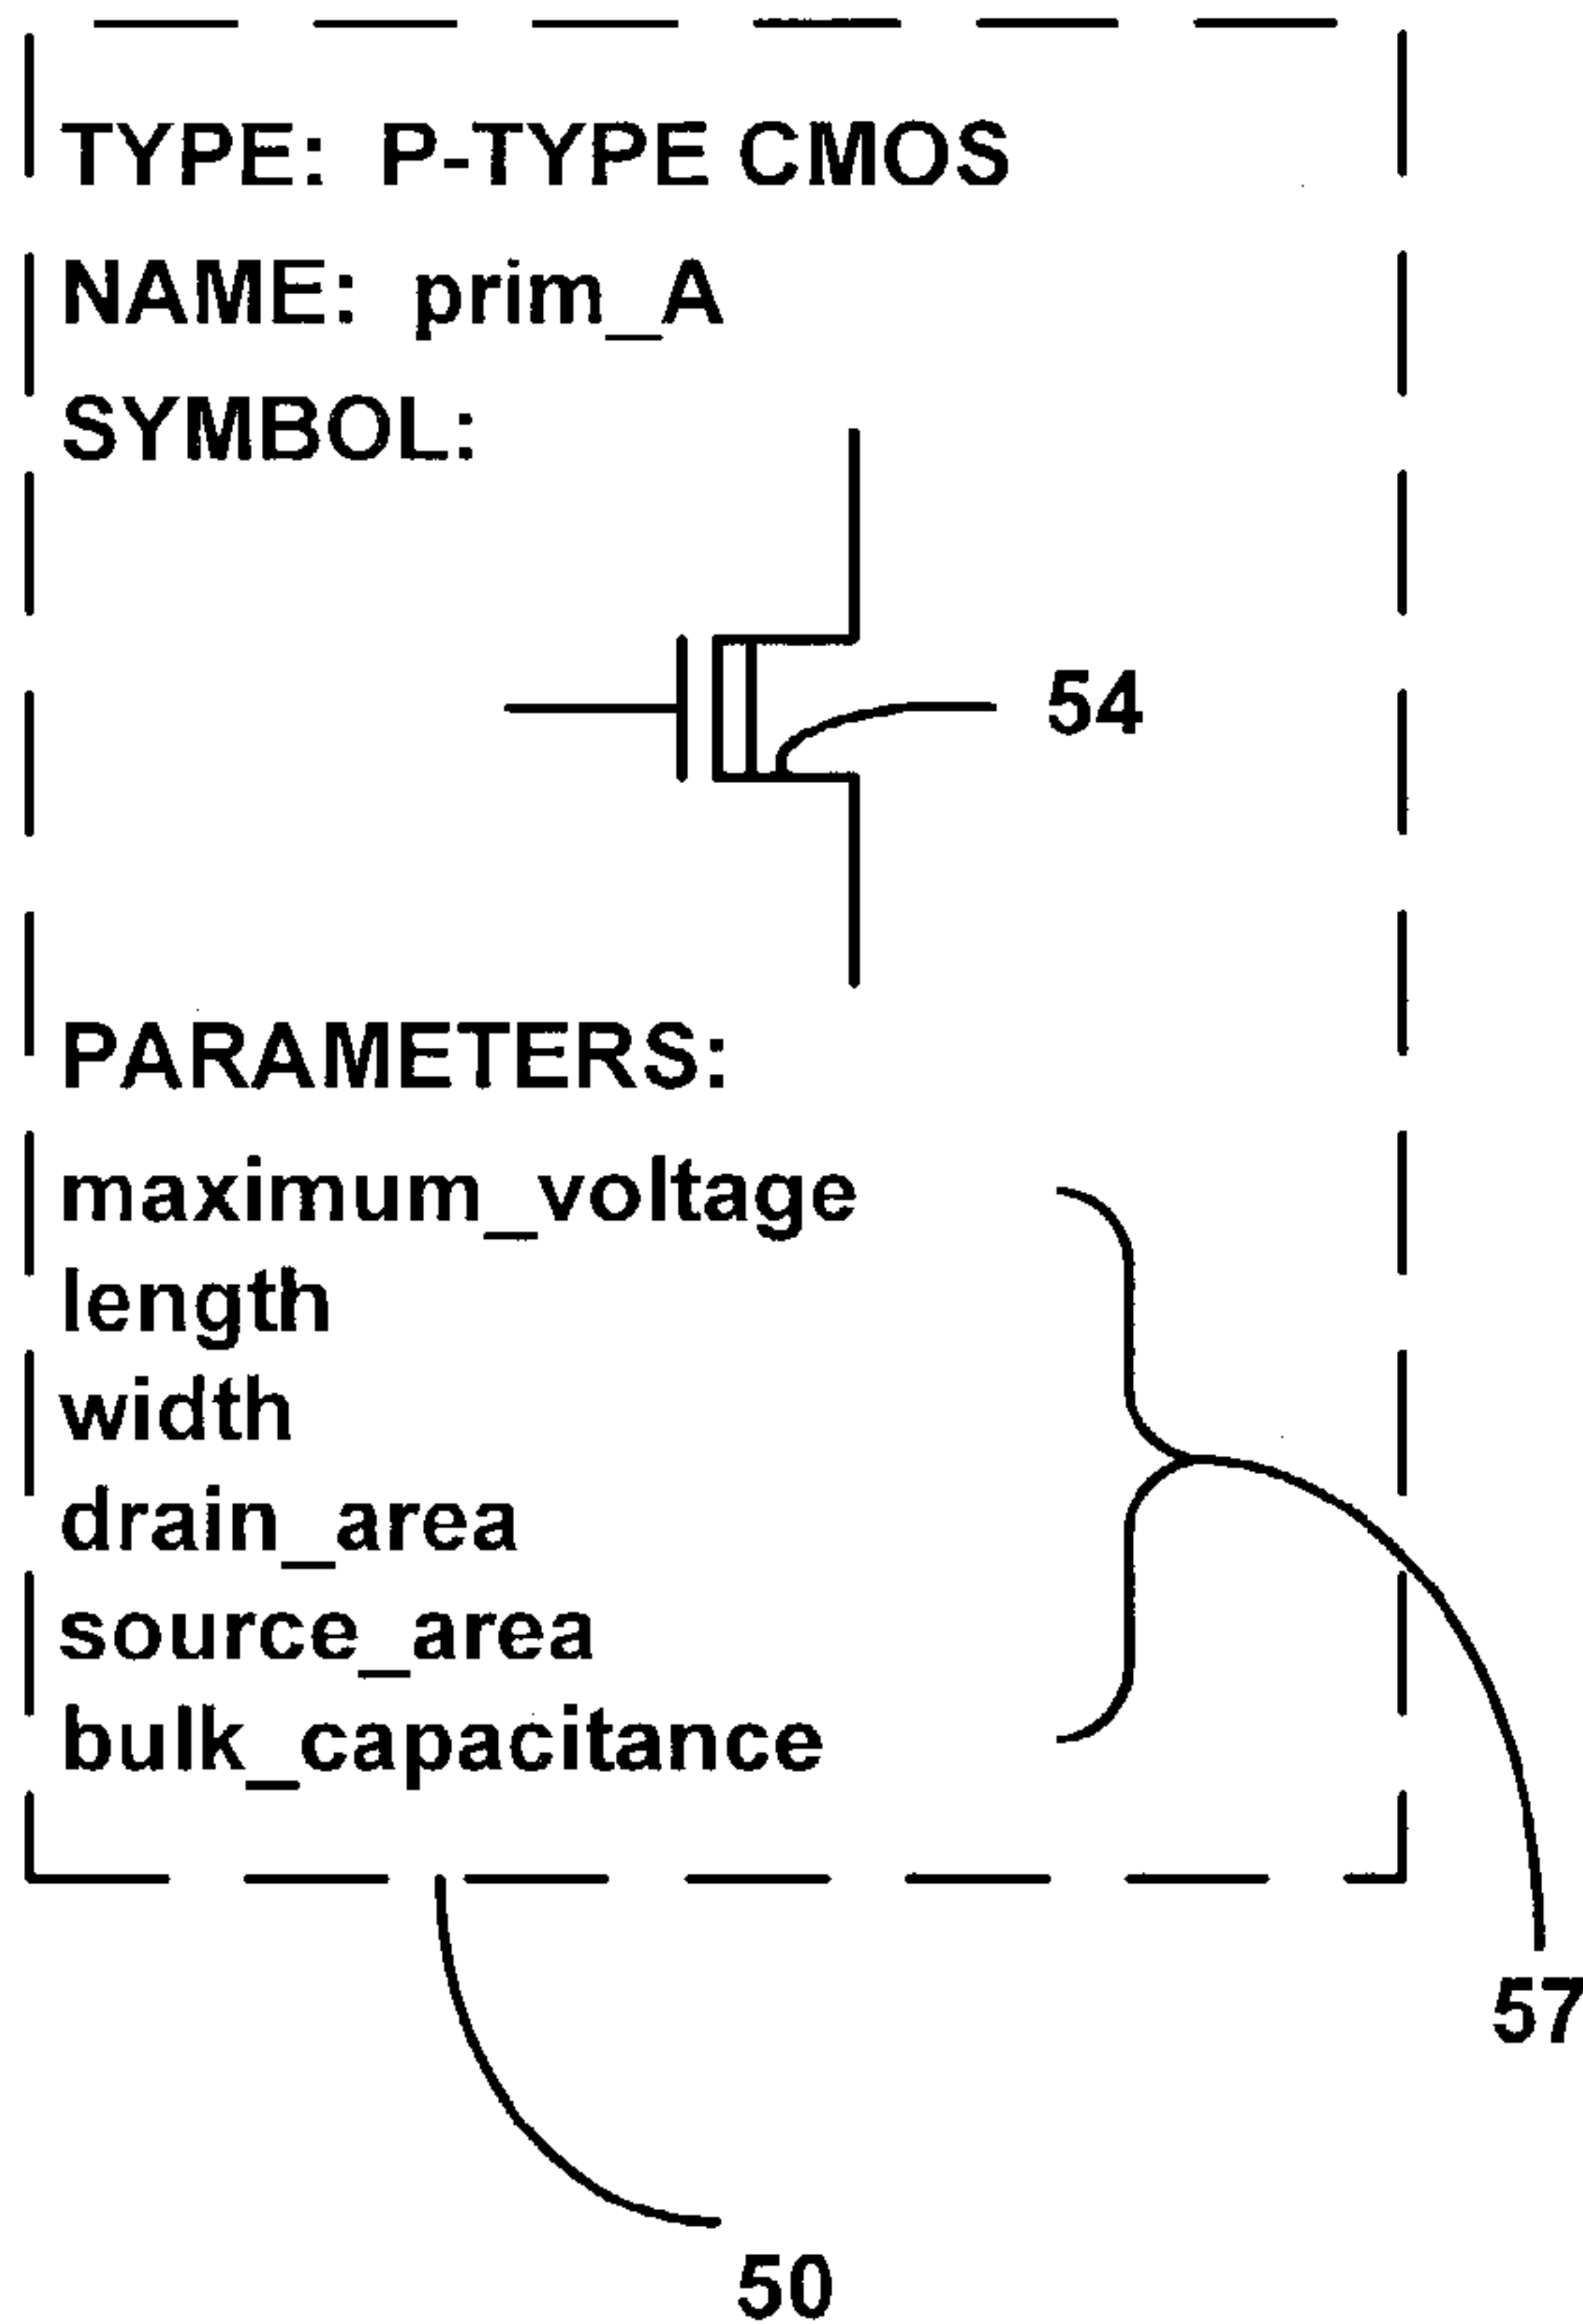 TYPE: P-TYPE CMOS
NAME: prim_A
SYMBOL:
54
PARAMETERS:
maximum_voltage
length
width
drain_area
source_area
bulk_capacitance
57
50